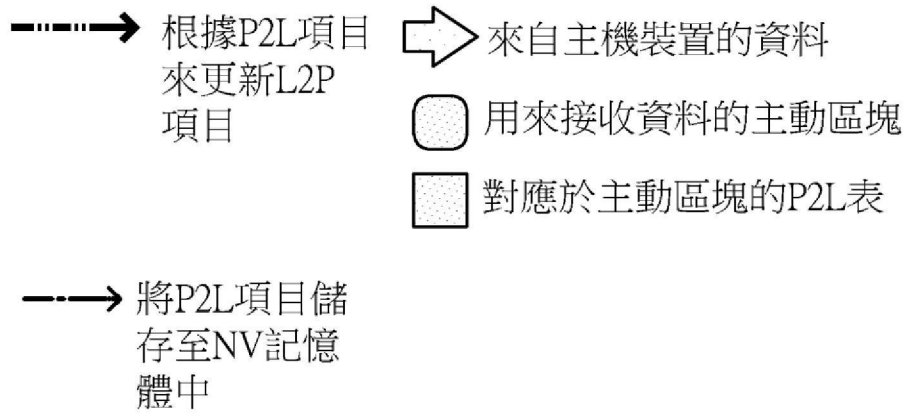 根據P2L項目
來更新L2P
項目
來自主機裝置的資料
用來接收資料的主動區塊
對應於主動區塊的P2L表
將P2L項目儲
存至NV記憶
體中